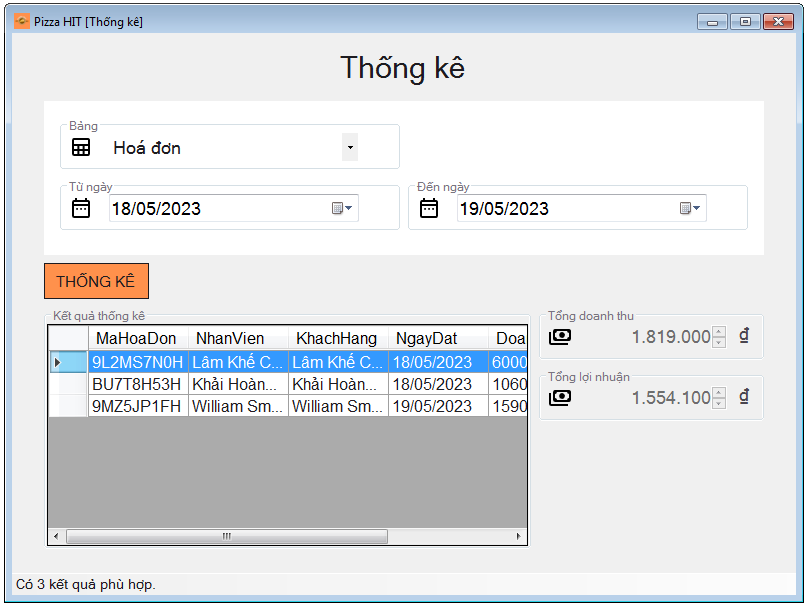 Pizza HIT [Thống kê]
Thống kê
Bảng
Hoá đơn
Từ ngày
18/05/2023
Đến ngày
19/05/2023
THỐNG KÊ
Kết quả thống kê
MaHoaDon NhanVien KhachHang NgayDat Doa
9L2MS7N0H Lâm Khế C... Lâm Khế C... 18/05/2023 6000
BU7T8H53H Khải Hoàn... Khải Hoàn... 18/05/2023 1060
9MZ5JP1FH William Sm... William Sm... 19/05/2023 1590
Tổng doanh thu
1.819.000 đ
Tổng lợi nhuận
1.554.100 đ
Có 3 kết quả phù hợp.